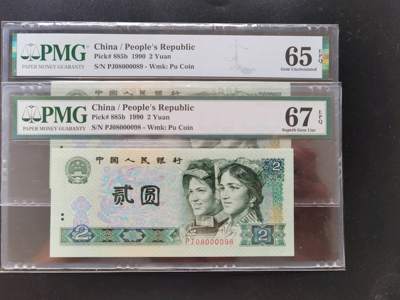 PMG
PAPER MONEY GUARANTY
China / People's Republic
Pick# 885b 1990 2 Yuan
S/N PJ08000089 - Wmk: Pu Coin
65 EPQ
Gem Uncirculated
PMG
PAPER MONEY GUARANTY
China / People's Republic
Pick# 885b 1990 2 Yuan
S/N PJ08000098 - Wmk: Pu Coin
67 EPQ
Superb Gem Unc
中国人民银行
2
贰圆
2
PJ08000098
2